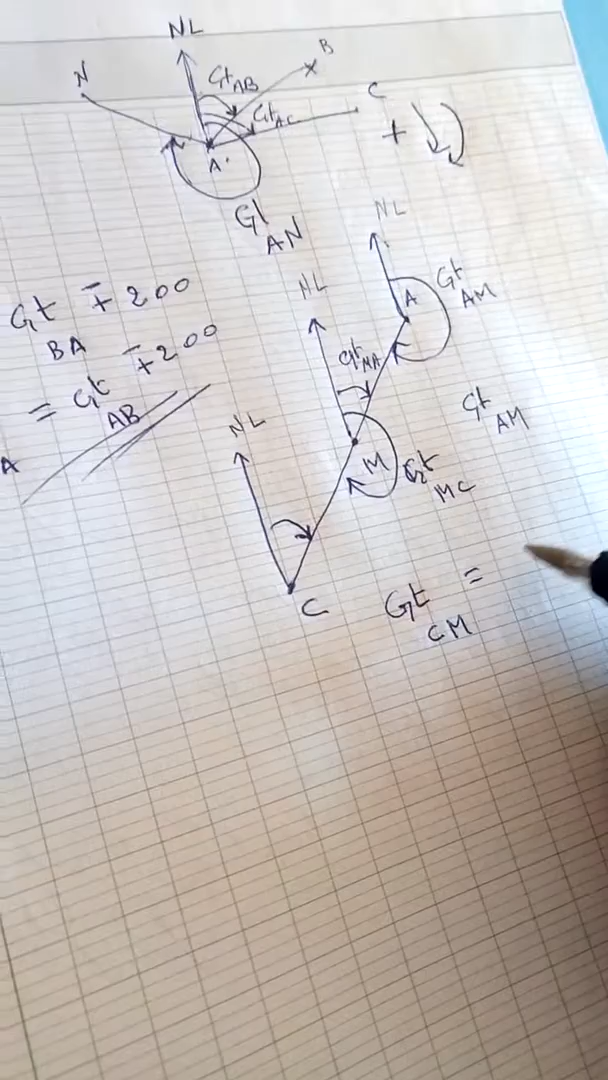 NL
N
B
Gt AB
C
Gt AC
+
A
Gt AN
NL
NL
A
Gt AM
Gt BA ∓ 200
= Gt AB ∓ 200
A
Gt MA
Gt AM
NL
M
Gt MC
C
Gt CM =